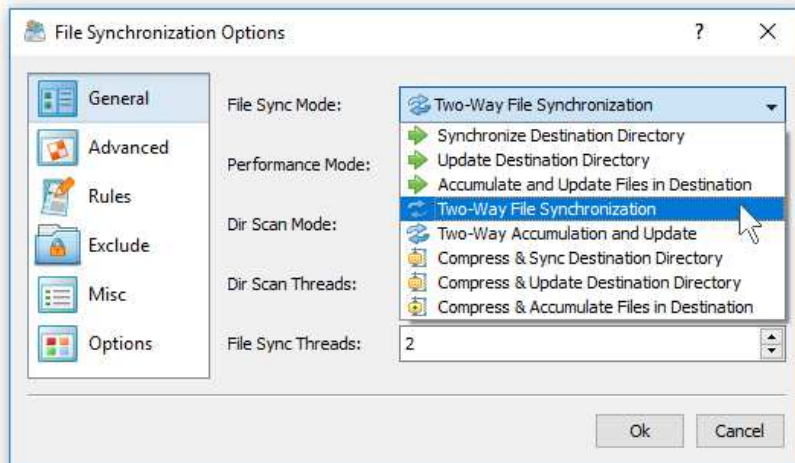 File Synchronization Options
?
General
Advanced
Rules
Exclude
Misc
Options
File Sync Mode:
Two-Way File Synchronization
Performance Mode:
Dir Scan Mode:
Dir Scan Threads:
File Sync Threads:
Synchronize Destination Directory
Update Destination Directory
Accumulate and Update Files in Destination
Two-Way File Synchronization
Two-Way Accumulation and Update
Compress & Sync Destination Directory
Compress & Update Destination Directory
Compress & Accumulate Files in Destination
2
Ok
Cancel